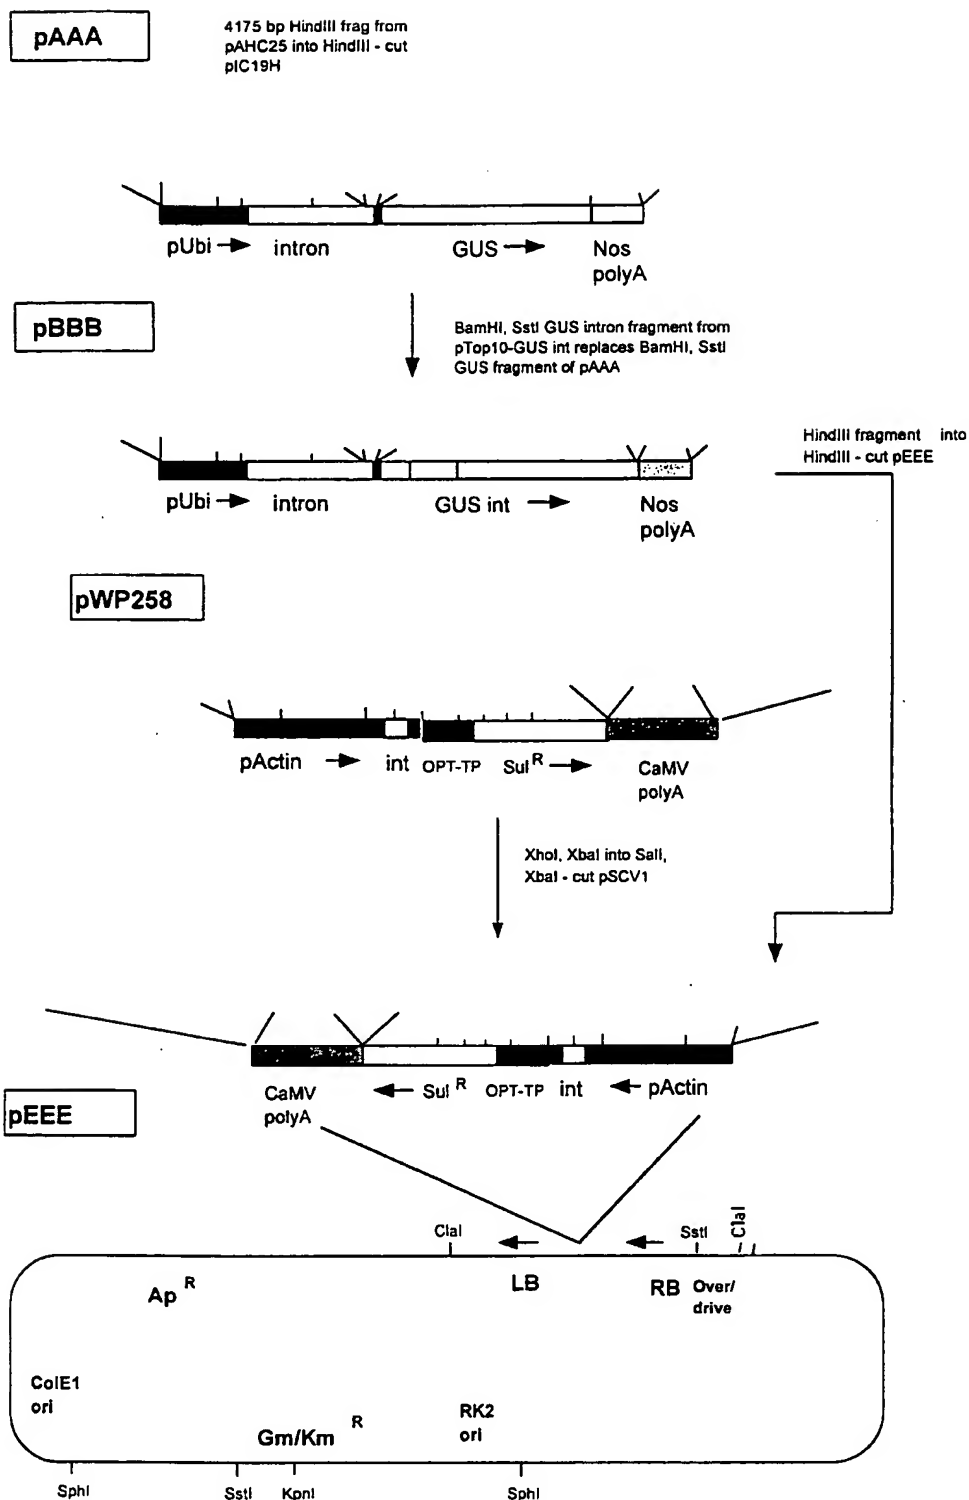 pAAA
4175 bp HindIII frag from
pAHC25 into HindIII - cut
pIC19H
pUbi
intron
GUS
Nos
polyA
pBBB
BamHI, SstI GUS intron fragment from
pTop10-GUS int replaces BamHI, SstI
GUS fragment of pAAA
HindIII fragment into
HindIII - cut pEEE
pUbi
intron
GUS int
Nos
polyA
pWP258
pActin
int
OPT-TP
Sul R
CaMV
polyA
XhoI, XbaI into SalI,
XbaI - cut pSCV1
CaMV
polyA
Sul R
OPT-TP
int
pActin
pEEE
ClaI
SstI
ClaI
Ap R
LB
RB
Over/
drive
ColE1
ori
Gm/Km R
RK2
ori
SphI
SstI
KpnI
SphI